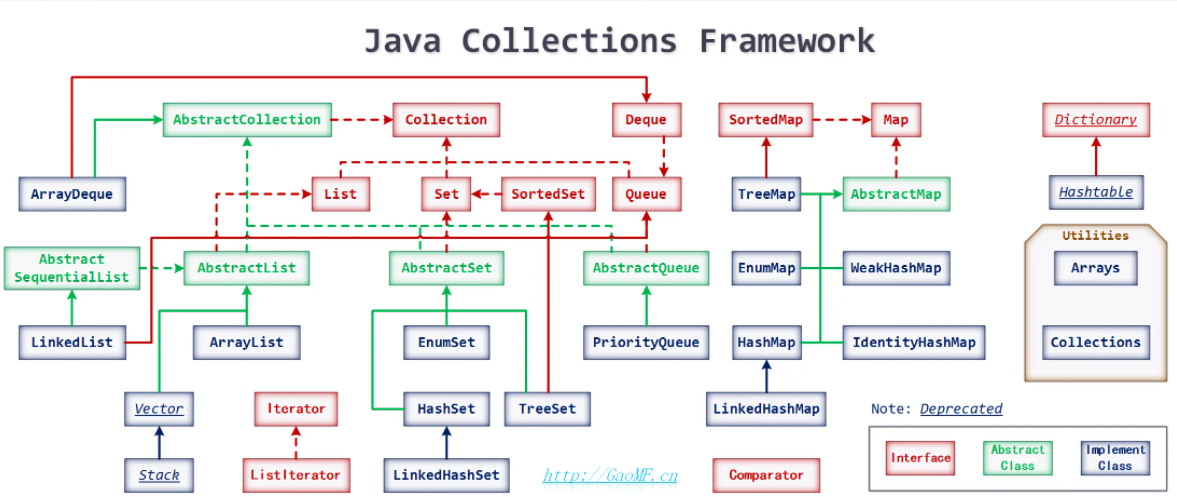 Java Collections Framework
AbstractCollection
Collection
Deque
SortedMap
Map
Dictionary
ArrayDeque
List
Set
SortedSet
Queue
TreeMap
AbstractMap
Hashtable
Utilities
Abstract
SequentialList
AbstractList
AbstractSet
AbstractQueue
EnumMap
WeakHashMap
Arrays
LinkedList
ArrayList
EnumSet
PriorityQueue
HashMap
IdentityHashMap
Collections
Vector
Iterator
HashSet
TreeSet
LinkedHashMap
Note: Deprecated
Stack
ListIterator
LinkedHashSet
http://GaoMF.cn
Comparator
Interface
Abstract
Class
Implement
Class